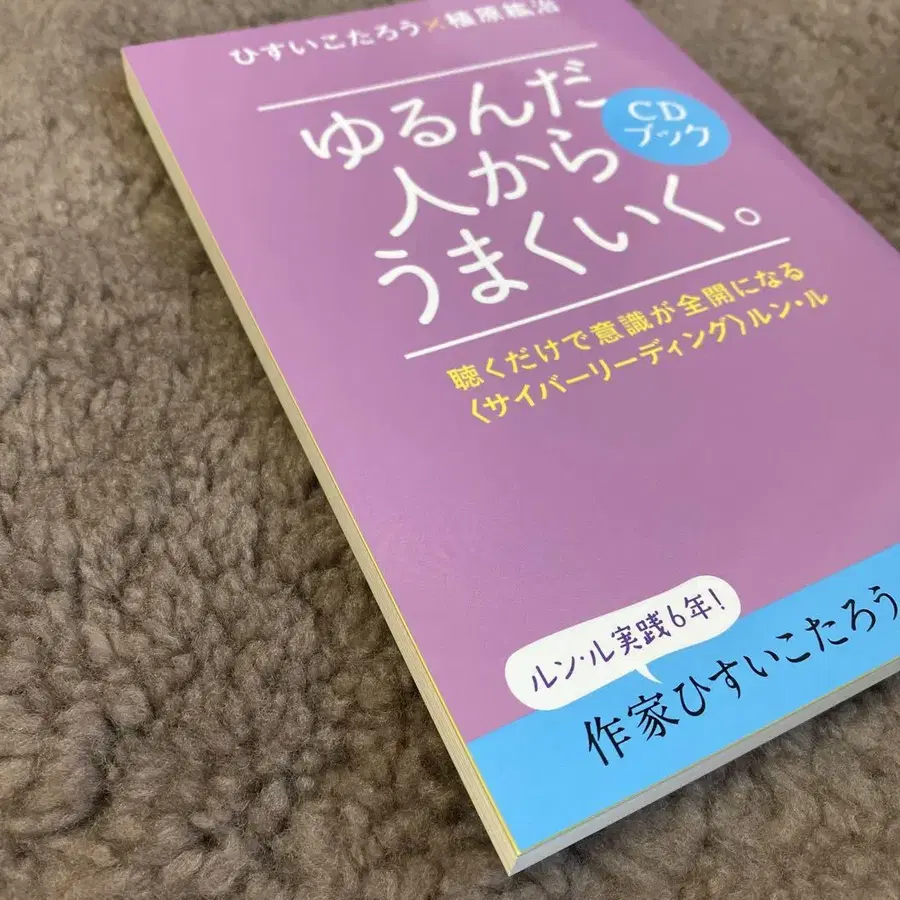 ひすいこたろう×植原紘治
ゆるんだ
人から
うまくいく。
CD
ブック
聴くだけで意識が全開になる
〈サイバーリーディング〉ルン・ル
ルン・ル実践6年!
作家ひすいこたろう